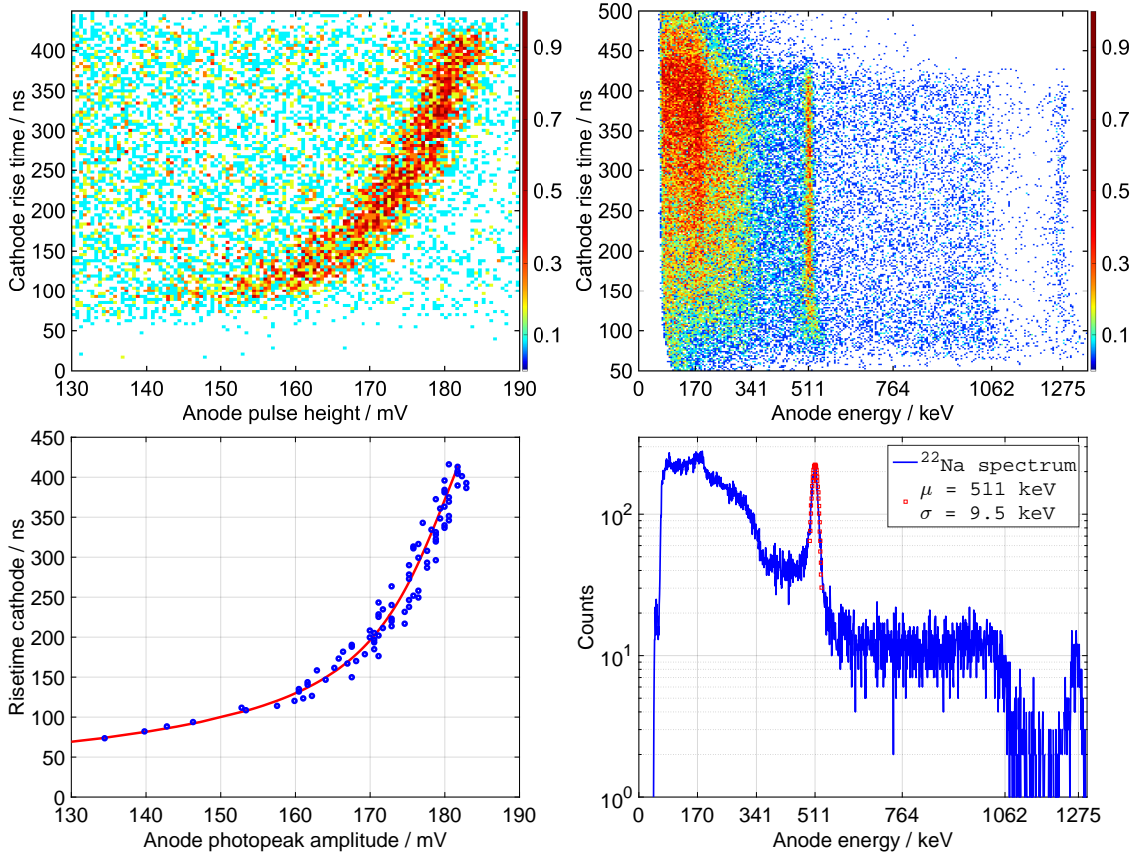 400
350
300
250
200
150
100
50
0
130 140 150 160 170 180 190
Anode pulse height / mV
Cathode rise time / ns
0.9
0.7
0.5
0.3
0.1
500
450
400
350
300
250
200
150
100
50
0 170 341 511 764 1062 1275
Anode energy / keV
Cathode rise time / ns
0.9
0.7
0.5
0.3
0.1
450
400
350
300
250
200
150
100
50
0
130 140 150 160 170 180 190
Anode photopeak amplitude / mV
Risetime cathode / ns
10²
10¹
10⁰
0 170 341 511 764 1062 1275
Anode energy / keV
Counts
²²Na spectrum
μ = 511 keV
σ = 9.5 keV